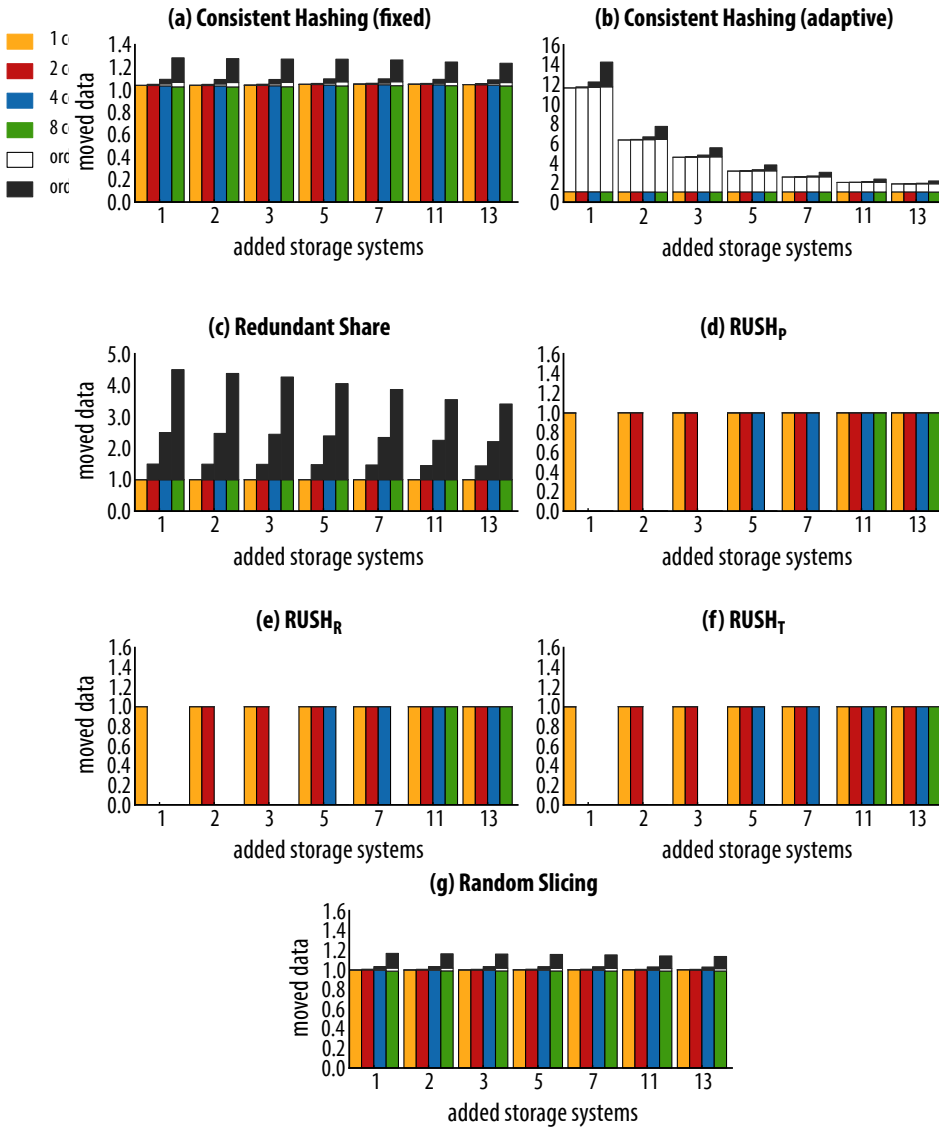 (a) Consistent Hashing (fixed)
1.4
1.2
1.0
0.8
0.6
0.4
0.2
0.0
moved data
1 2 3 5 7 11 13
added storage systems
1
2
4
8
(b) Consistent Hashing (adaptive)
16
14
12
10
8
6
4
2
0
1 2 3 5 7 11 13
added storage systems
(c) Redundant Share
5.0
4.0
3.0
2.0
1.0
0.0
moved data
1 2 3 5 7 11 13
added storage systems
(d) RUSHP
1.6
1.4
1.2
1.0
0.8
0.6
0.4
0.2
0.0
1 2 3 5 7 11 13
added storage systems
(e) RUSHR
1.6
1.4
1.2
1.0
0.8
0.6
0.4
0.2
0.0
moved data
1 2 3 5 7 11 13
added storage systems
(f) RUSHT
1.6
1.4
1.2
1.0
0.8
0.6
0.4
0.2
0.0
1 2 3 5 7 11 13
added storage systems
(g) Random Slicing
1.6
1.4
1.2
1.0
0.8
0.6
0.4
0.2
0.0
moved data
1 2 3 5 7 11 13
added storage systems